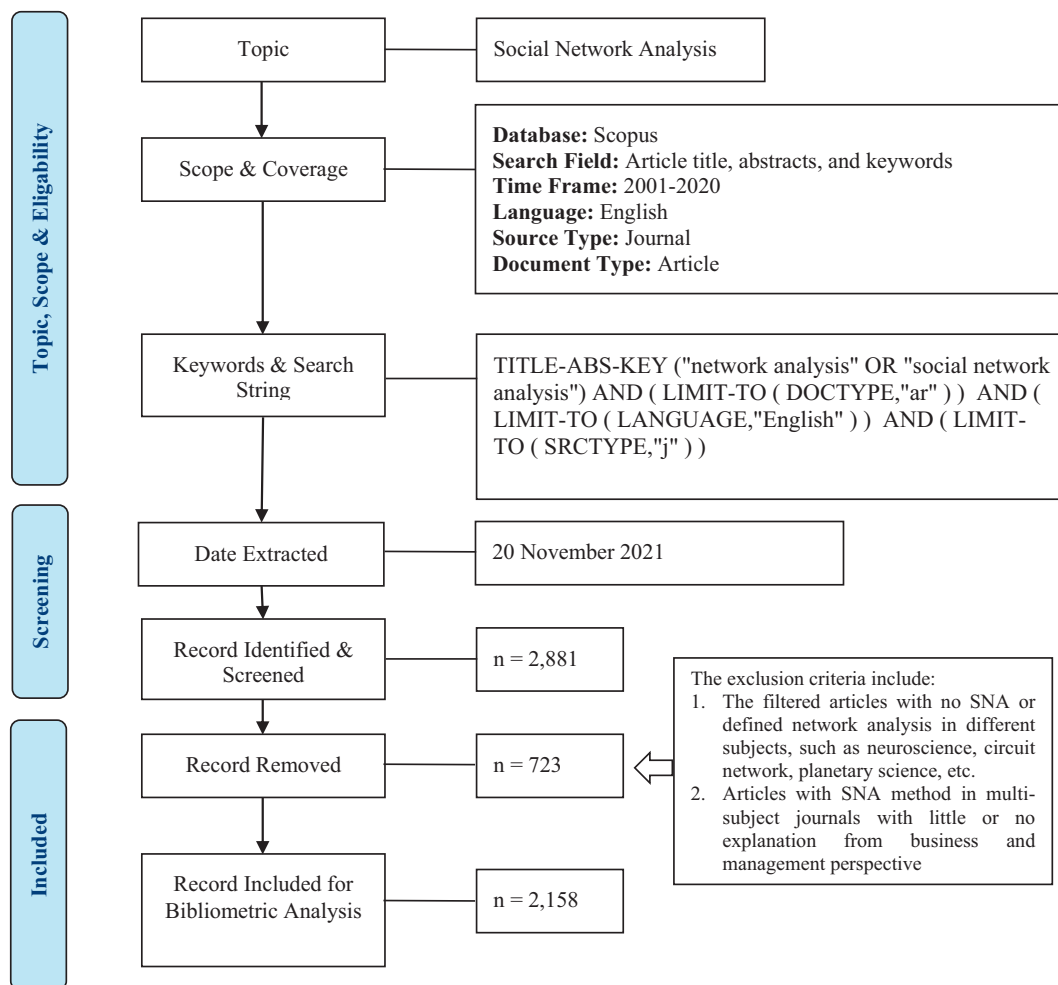 Topic, Scope & Eligability
Topic
Social Network Analysis
Scope & Coverage
Database: Scopus
Search Field: Article title, abstracts, and keywords
Time Frame: 2001-2020
Language: English
Source Type: Journal
Document Type: Article
Keywords & Search
String
TITLE-ABS-KEY ("network analysis" OR "social network
analysis") AND ( LIMIT-TO ( DOCTYPE,"ar" ) ) AND (
LIMIT-TO ( LANGUAGE,"English" ) ) AND ( LIMIT-
TO ( SRCTYPE,"j" ) )
Screening
Date Extracted
20 November 2021
Record Identified &
Screened
n = 2,881
Included
Record Removed
n = 723
The exclusion criteria include:
1. The filtered articles with no SNA or
defined network analysis in different
subjects, such as neuroscience, circuit
network, planetary science, etc.
2. Articles with SNA method in multi-
subject journals with little or no
explanation from business and
management perspective
Record Included for
Bibliometric Analysis
n = 2,158